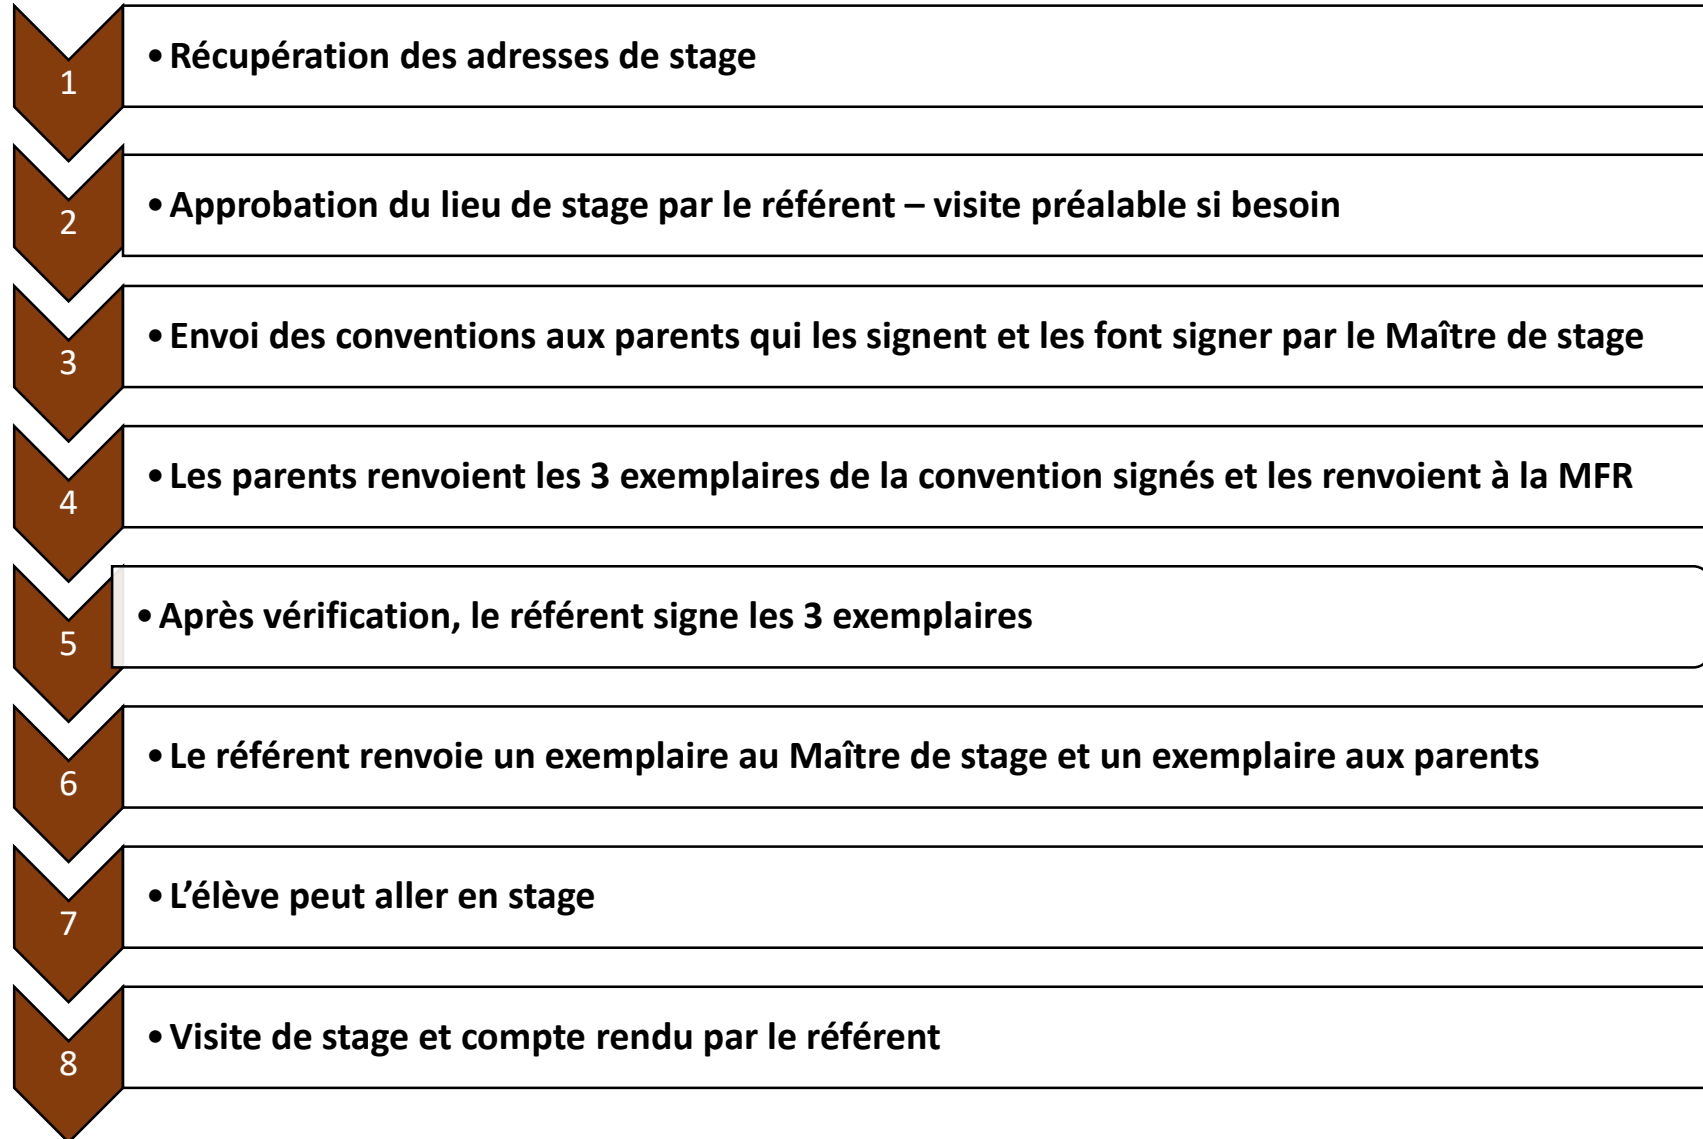 1
• Récupération des adresses de stage
2
• Approbation du lieu de stage par le référent – visite préalable si besoin
3
• Envoi des conventions aux parents qui les signent et les font signer par le Maître de stage
4
• Les parents renvoient les 3 exemplaires de la convention signés et les renvoient à la MFR
5
• Après vérification, le référent signe les 3 exemplaires
6
• Le référent renvoie un exemplaire au Maître de stage et un exemplaire aux parents
7
• L’élève peut aller en stage
8
• Visite de stage et compte rendu par le référent